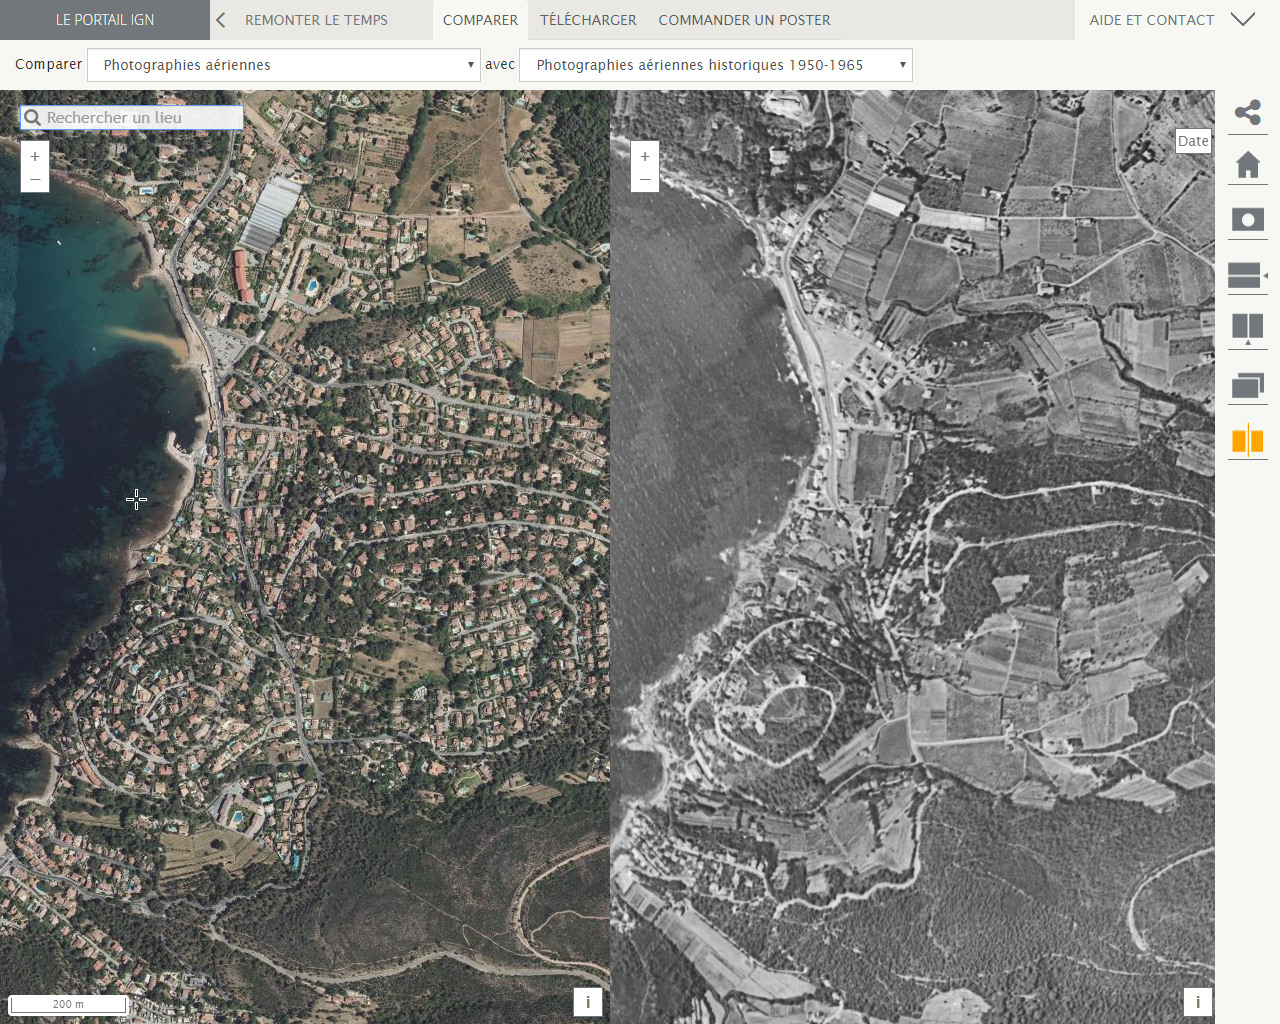 LE PORTAIL IGN
REMONTER LE TEMPS
COMPARER
TÉLÉCHARGER
COMMANDER UN POSTER
AIDE ET CONTACT
Comparer Photographies aériennes avec Photographies aériennes historiques 1950-1965
Rechercher un lieu
Date
+
–
+
–
200 m
i
i